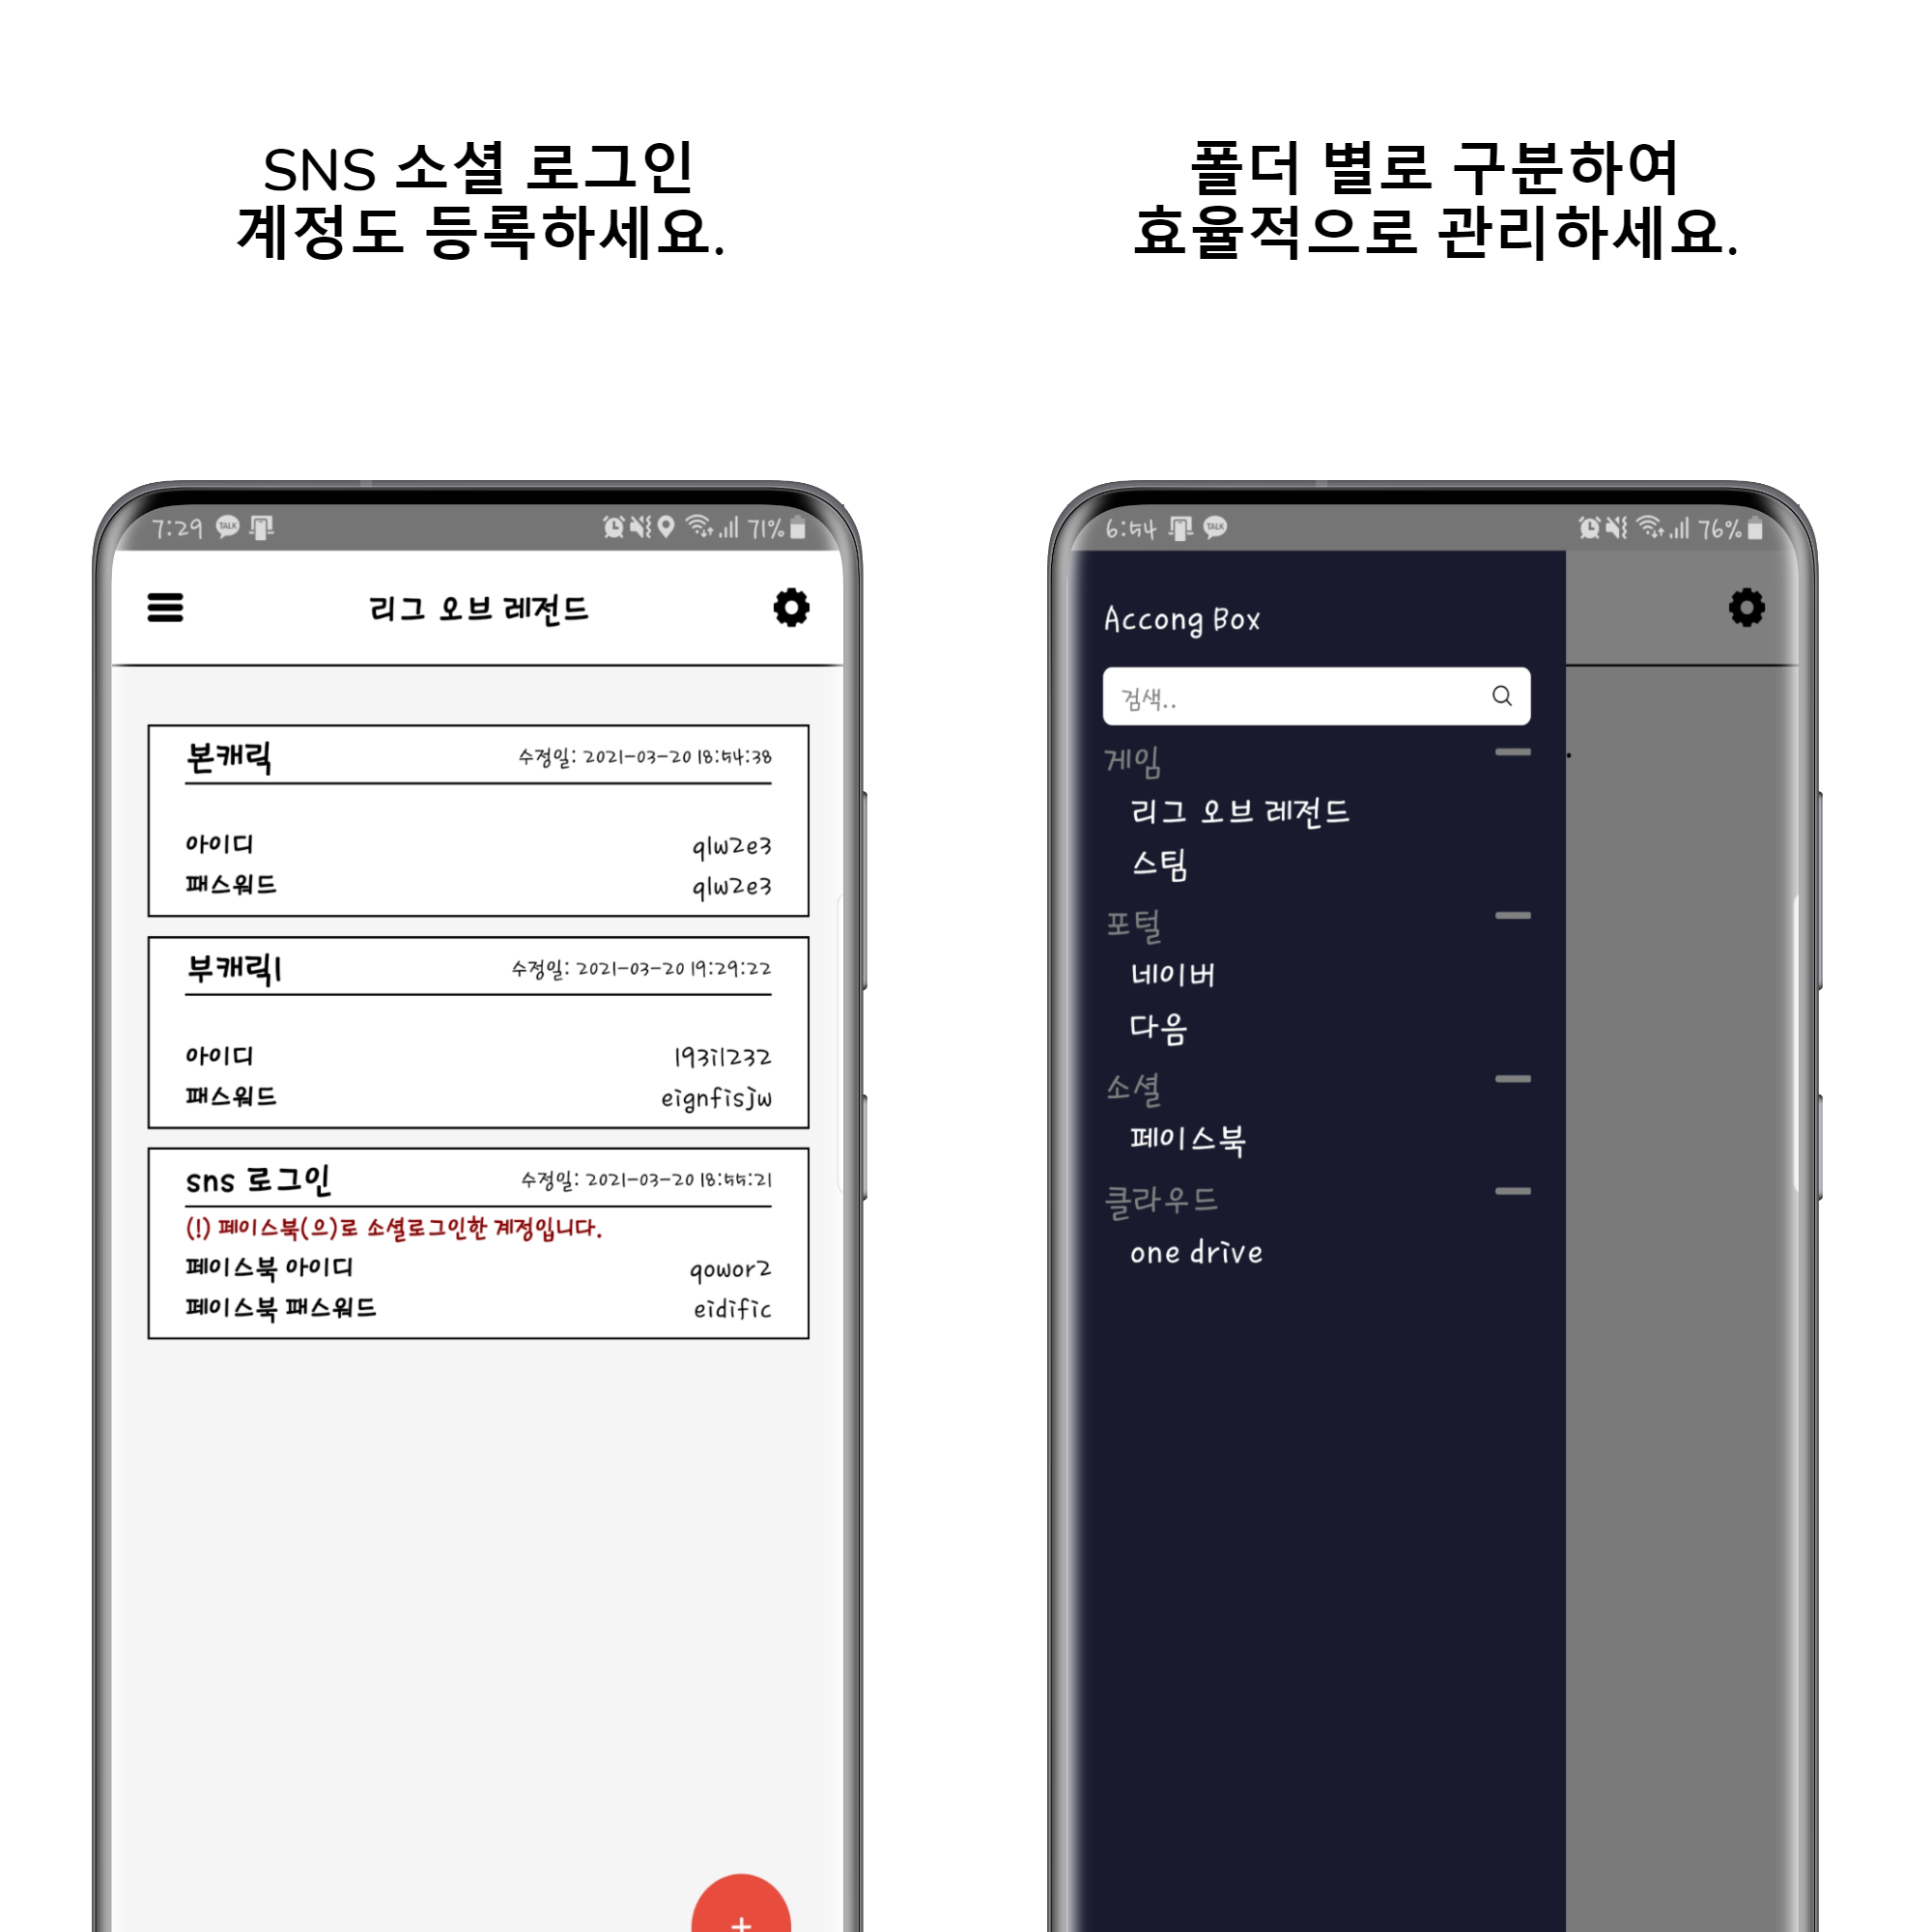 SNS 소셜 로그인
계정도 등록하세요.
7:29 TALK 71%
리그 오브 레전드
본캐릭 수정일: 2021-03-20 18:54:38
아이디 q1w2e3
패스워드 q1w2e3
부캐릭1 수정일: 2021-03-20 19:29:22
아이디 193i1232
패스워드 eignfisjw
sns 로그인 수정일: 2021-03-20 18:55:21
(!) 페이스북(으)로 소셜로그인한 계정입니다.
페이스북 아이디 qowor2
페이스북 패스워드 eidific
+
폴더 별로 구분하여
효율적으로 관리하세요.
6:54 TALK 76%
Accong Box
검색..
게임
리그 오브 레전드
스팀
포털
네이버
다음
소셜
페이스북
클라우드
one drive